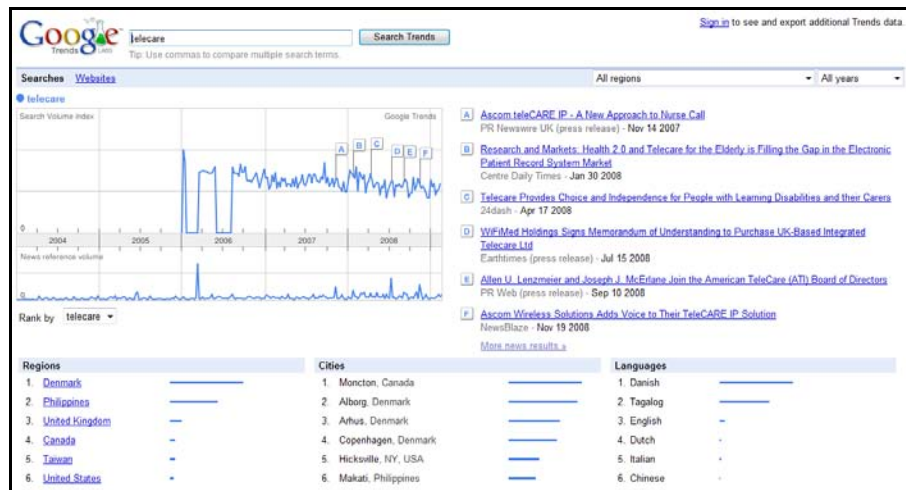 Google
Trends LABS
telecare
Search Trends
Tip: Use commas to compare multiple search terms.
Sign in to see and export additional Trends data.
Searches Websites
All regions
All years
telecare
Search Volume index
Google Trends
A B C D E F
0
2004 2005 2006 2007 2008
News reference volume
0
Rank by telecare
A Ascom teleCARE IP - A New Approach to Nurse Call
PR Newswire UK (press release) - Nov 14 2007
B Research and Markets: Health 2.0 and Telecare for the Elderly is Filling the Gap in the Electronic
Patient Record System Market
Centre Daily Times - Jan 30 2008
C Telecare Provides Choice and Independence for People with Learning Disabilities and their Carers
24dash - Apr 17 2008
D WiFiMed Holdings Signs Memorandum of Understanding to Purchase UK-Based Integrated
Telecare Ltd
Earthtimes (press release) - Jul 15 2008
E Allen U. Lenzmeier and Joseph J. McErlane Join the American TeleCare (ATI) Board of Directors
PR Web (press release) - Sep 10 2008
F Ascom Wireless Solutions Adds Voice to Their TeleCARE IP Solution
NewsBlaze - Nov 19 2008
More news results »
Regions
1. Denmark
2. Philippines
3. United Kingdom
4. Canada
5. Taiwan
6. United States
Cities
1. Moncton, Canada
2. Alborg, Denmark
3. Arhus, Denmark
4. Copenhagen, Denmark
5. Hicksville, NY, USA
6. Makati, Philippines
Languages
1. Danish
2. Tagalog
3. English
4. Dutch
5. Italian
6. Chinese